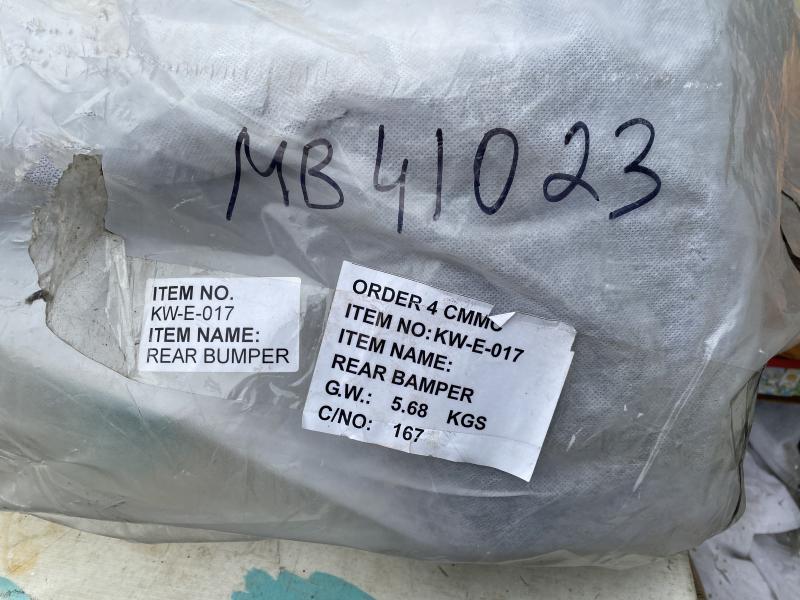 MB41023
ITEM NO.
KW-E-017
ITEM NAME:
REAR BUMPER
ORDER 4 CMMC
ITEM NO:KW-E-017
ITEM NAME:
REAR BAMPER
G.W.: 5.68 KGS
C/NO: 167